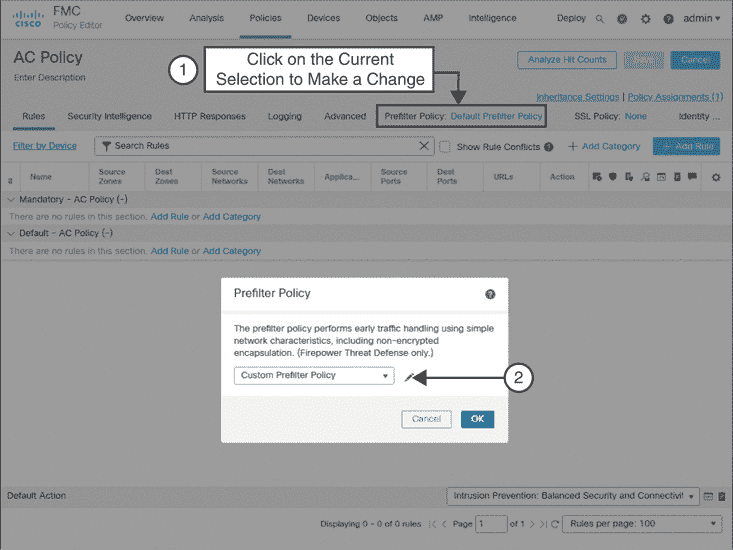 CISCO
FMC
Policy Editor
Overview Analysis Policies Devices Objects AMP Intelligence Deploy admin
AC Policy
Enter Description
1
Click on the Current
Selection to Make a Change
Analyze Hit Counts Save Cancel
Inheritance Settings | Policy Assignments (1)
Rules Security Intelligence HTTP Responses Logging Advanced Prefilter Policy: Default Prefilter Policy SSL Policy: None Identity ...
Filter by Device Search Rules Show Rule Conflicts + Add Category + Add Rule
# Name Source Zones Dest Zones Source Networks Dest Networks Applica... Source Ports Dest Ports URLs Action
Mandatory - AC Policy (-)
There are no rules in this section. Add Rule or Add Category
Default - AC Policy (-)
There are no rules in this section. Add Rule or Add Category
Prefilter Policy
The prefilter policy performs early traffic handling using simple
network characteristics, including non-encrypted
encapsulation. (Firepower Threat Defense only.)
Custom Prefilter Policy
2
Cancel OK
Default Action Intrusion Prevention: Balanced Security and Connectivit
Displaying 0 - 0 of 0 rules Page 1 of 1 Rules per page: 100